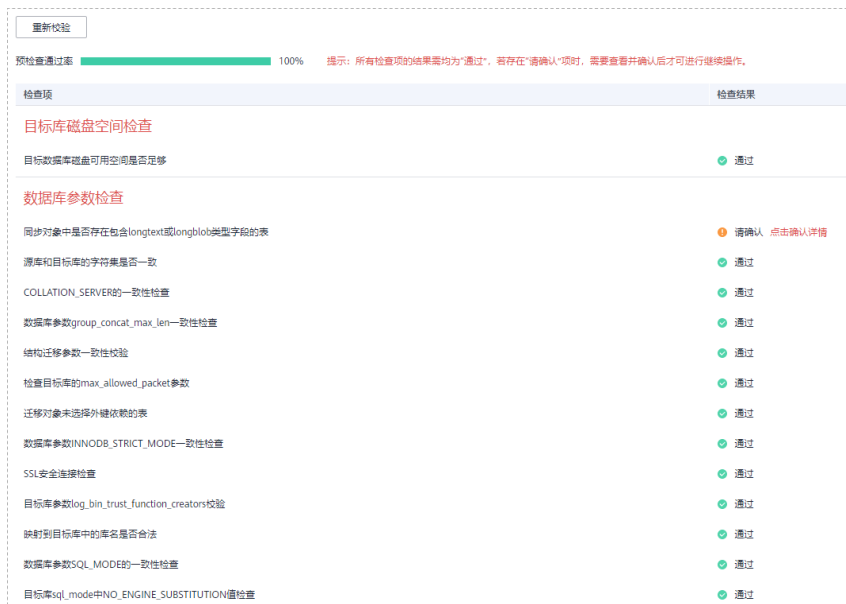 重新校验
预检查通过率 100% 提示：所有检查项的结果需均为“通过”，若存在“请确认”项时，需要查看并确认后才可进行继续操作。
检查项 检查结果
目标库磁盘空间检查
目标数据库磁盘可用空间是否足够 通过
数据库参数检查
同步对象中是否存在包含longtext或longblob类型字段的表 请确认 点击确认详情
源库和目标库的字符集是否一致 通过
COLLATION_SERVER的一致性检查 通过
数据库参数group_concat_max_len一致性检查 通过
结构迁移参数一致性校验 通过
检查目标库的max_allowed_packet参数 通过
迁移对象未选择外键依赖的表 通过
数据库参数INNODB_STRICT_MODE一致性检查 通过
SSL安全连接检查 通过
目标库参数log_bin_trust_function_creators校验 通过
映射到目标库中的库名是否合法 通过
数据库参数SQL_MODE的一致性检查 通过
目标库sql_mode中NO_ENGINE_SUBSTITUTION值检查 通过